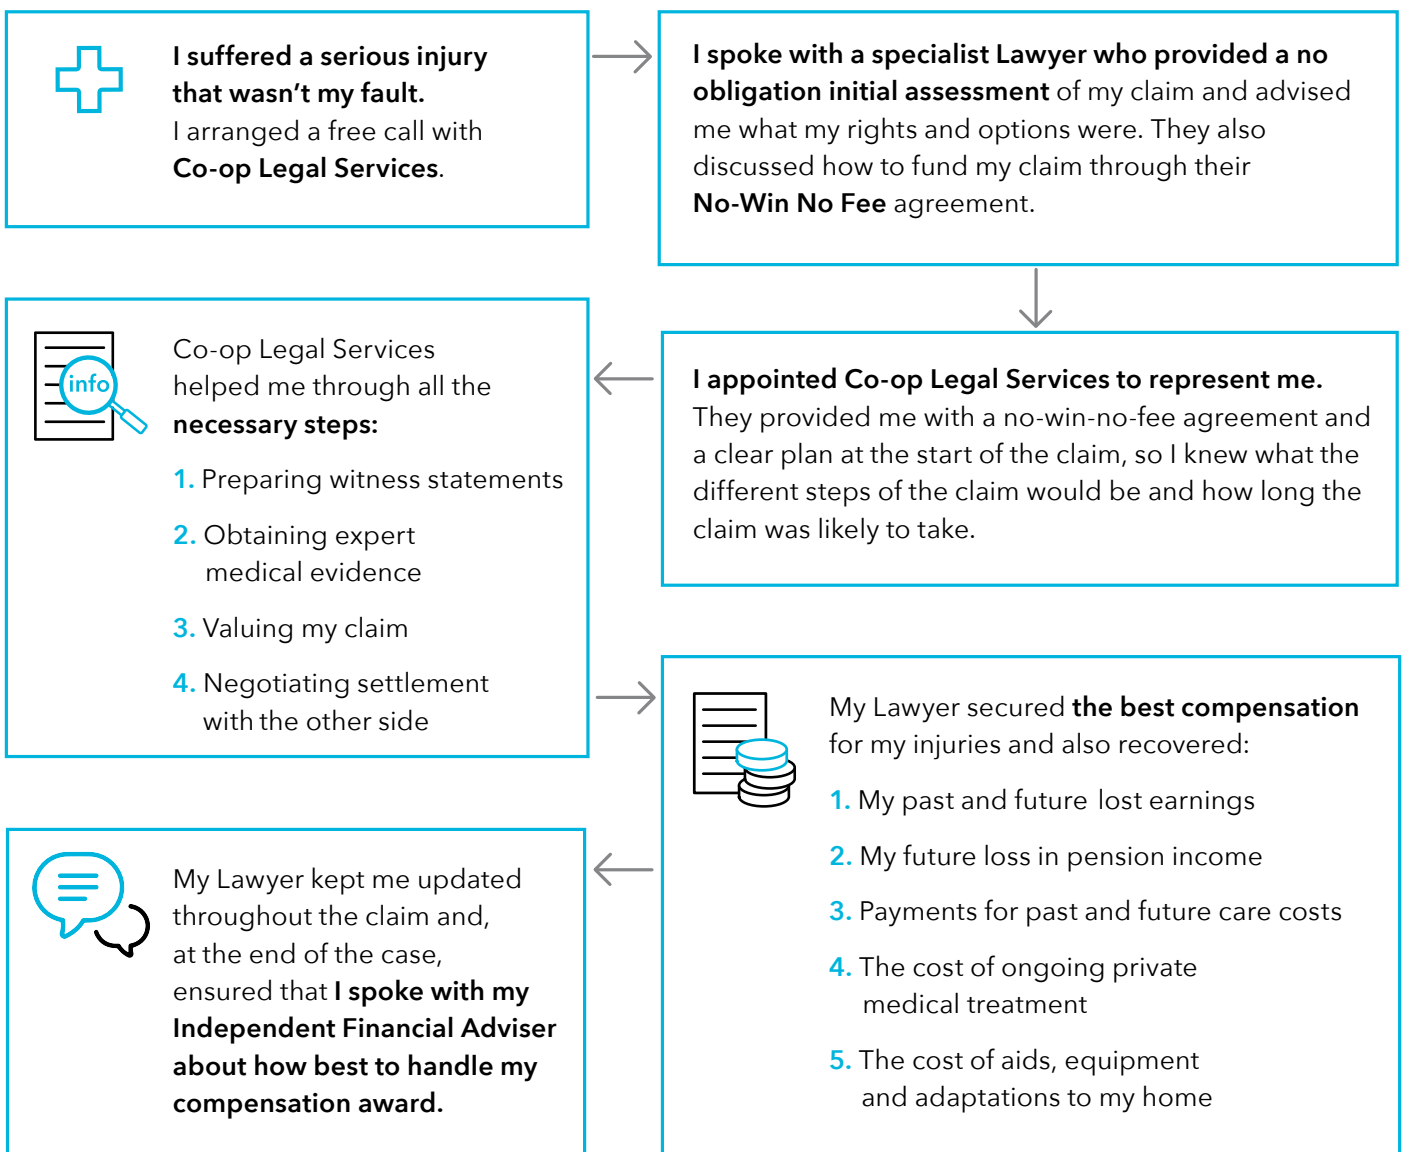 I suffered a serious injury
that wasn't my fault.
I arranged a free call with
Co-op Legal Services.
I spoke with a specialist Lawyer who provided a no
obligation initial assessment of my claim and advised
me what my rights and options were. They also
discussed how to fund my claim through their
No-Win No Fee agreement.
I appointed Co-op Legal Services to represent me.
They provided me with a no-win-no-fee agreement and
a clear plan at the start of the claim, so I knew what the
different steps of the claim would be and how long the
claim was likely to take.
info
Co-op Legal Services
helped me through all the
necessary steps:
1. Preparing witness statements
2. Obtaining expert
medical evidence
3. Valuing my claim
4. Negotiating settlement
with the other side
My Lawyer secured the best compensation
for my injuries and also recovered:
1. My past and future lost earnings
2. My future loss in pension income
3. Payments for past and future care costs
4. The cost of ongoing private
medical treatment
5. The cost of aids, equipment
and adaptations to my home
My Lawyer kept me updated
throughout the claim and,
at the end of the case,
ensured that I spoke with my
Independent Financial Adviser
about how best to handle my
compensation award.